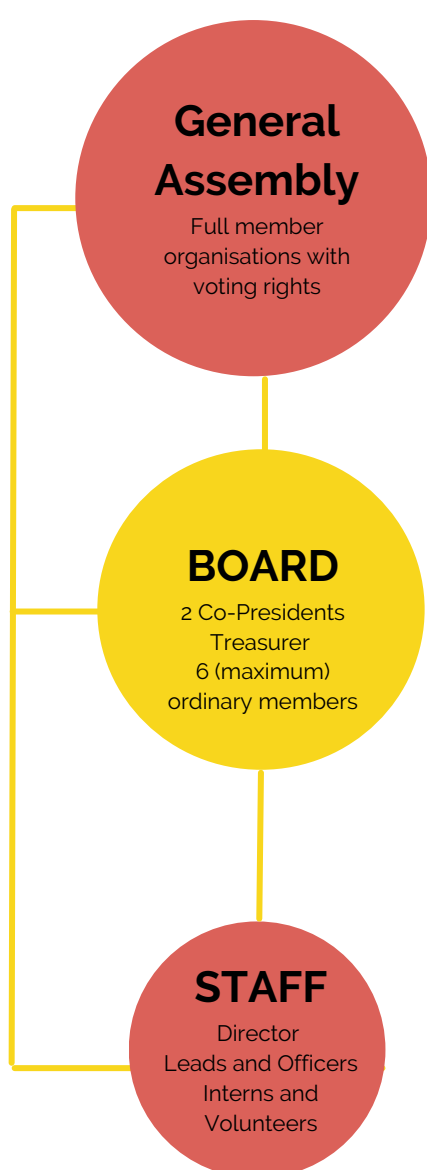 General
Assembly
Full member
organisations with
voting rights
BOARD
2 Co-Presidents
Treasurer
6 (maximum)
ordinary members
STAFF
Director
Leads and Officers
Interns and
Volunteers